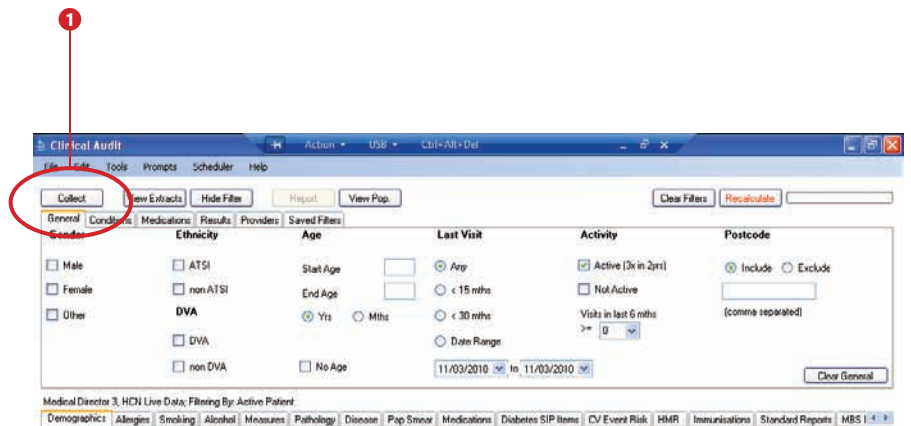 1
Clinical Audit Action USB Ctrl+Alt+Del
File Edit Tools Prompts Scheduler Help
Collect View Extracts Hide Filter Report View Pop. Clear Filters Recalculate
General Conditions Medications Results Providers Saved Filters
Gender Ethnicity Age Last Visit Activity Postcode
Male ATSI Start Age Any Active (3x in 2yrs) Include Exclude
Female non ATSI End Age < 15 mths Not Active
Other DVA Yrs Mths < 30 mths Visits in last 6 mths (comma separated)
>= 0
DVA Date Range
non DVA No Age 11/03/2010 to 11/03/2010 Clear General
Medical Director 3, HCN Live Data; Filtering By: Active Patient
Demographics Allergies Smoking Alcohol Measures Pathology Disease Pap Smear Medications Diabetes SIP Items CV Event Risk HMR Immunisations Standard Reports MBS I